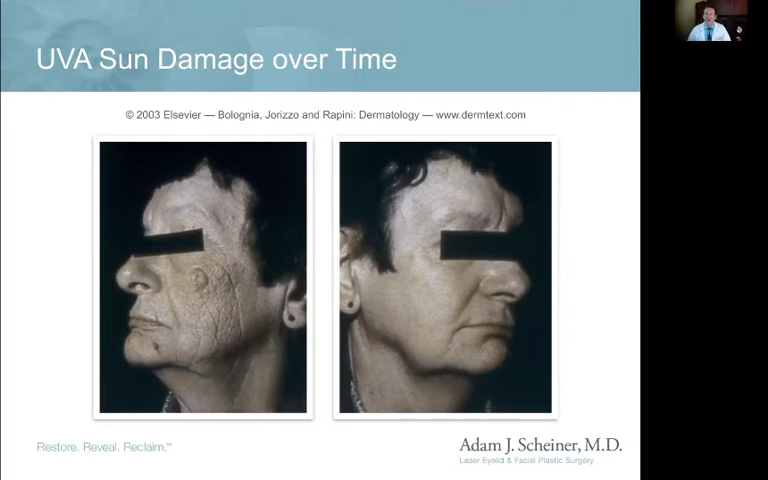 UVA Sun Damage over Time
© 2003 Elsevier — Bolognia, Jorizzo and Rapini: Dermatology — www.dermtext.com
Restore. Reveal. Reclaim.™
Adam J. Scheiner, M.D.
Laser Eyelid & Facial Plastic Surgery